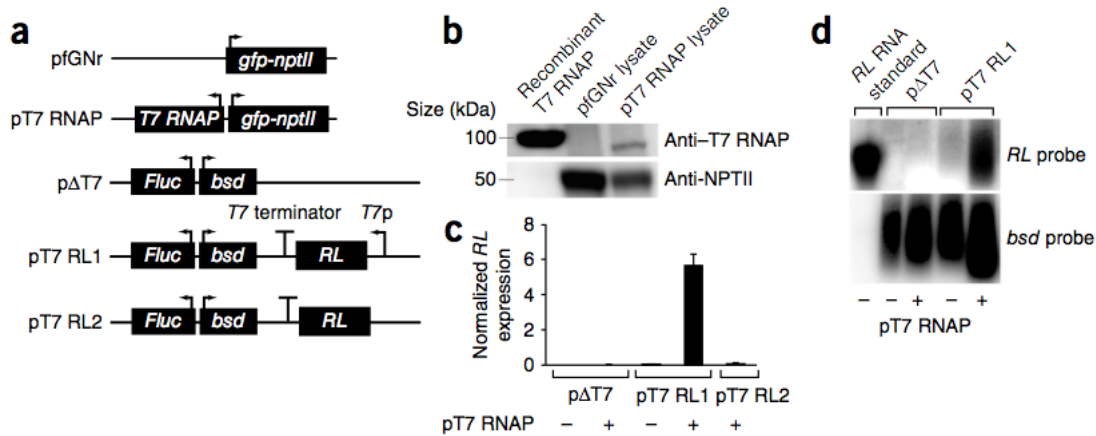 a
pfGNr
gfp-nptII
pT7 RNAP
T7 RNAP
gfp-nptII
pΔT7
Fluc
bsd
T7 terminator
T7p
pT7 RL1
Fluc
bsd
RL
pT7 RL2
Fluc
bsd
RL
b
Recombinant
T7 RNAP
pfGNr lysate
pT7 RNAP lysate
Size (kDa)
100
Anti–T7 RNAP
50
Anti-NPTII
c
Normalized RL
expression
8
6
4
2
0
pΔT7
pT7 RL1
pT7 RL2
pT7 RNAP
– + – + +
d
RL RNA
standard
pΔT7
pT7 RL1
RL probe
bsd probe
– – + – +
pT7 RNAP